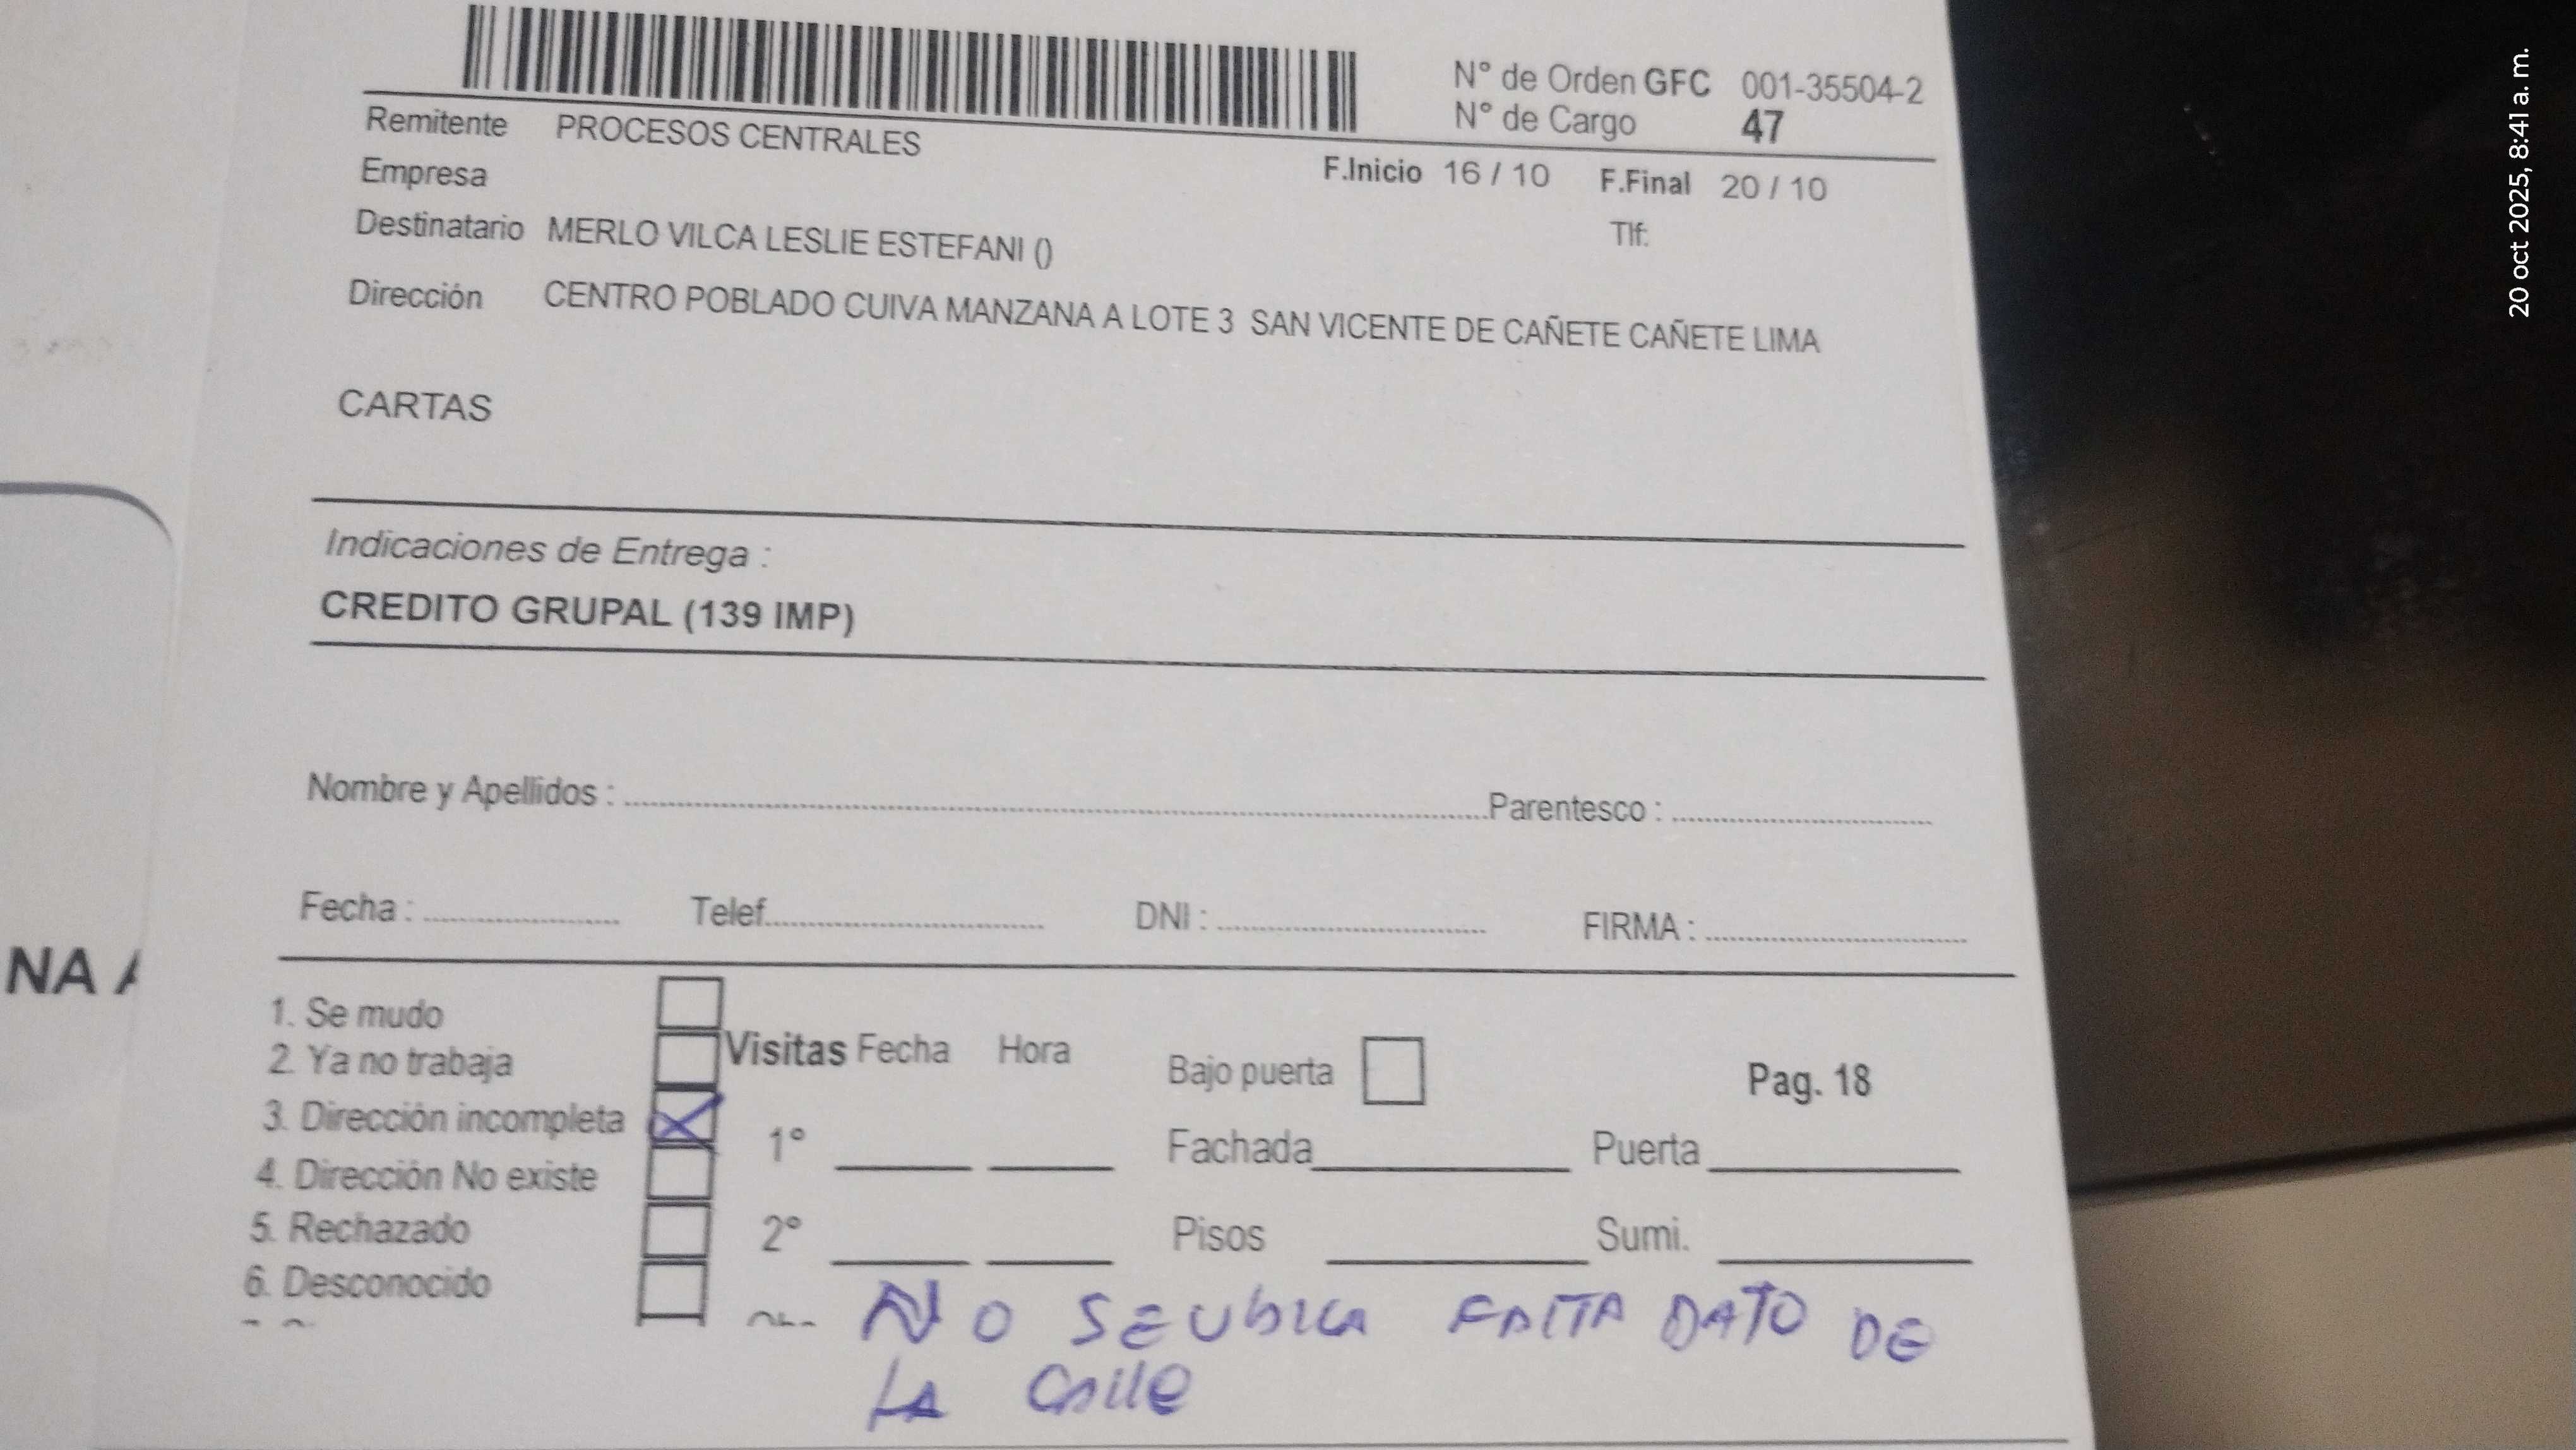 N° de Orden GFC 001-35504-2
N° de Cargo 47
Remitente PROCESOS CENTRALES
Empresa F.Inicio 16 / 10 F.Final 20 / 10
Destinatario MERLO VILCA LESLIE ESTEFANI () Tlf:
Dirección CENTRO POBLADO CUIVA MANZANA A LOTE 3 SAN VICENTE DE CAÑETE CAÑETE LIMA
CARTAS
Indicaciones de Entrega :
CREDITO GRUPAL (139 IMP)
Nombre y Apellidos : Parentesco :
Fecha : Telef. DNI : FIRMA :
NA A
1. Se mudo
2. Ya no trabaja
3. Dirección incompleta
4. Dirección No existe
5. Rechazado
6. Desconocido
Visitas Fecha Hora
1°
2°
Bajo puerta Pag. 18
Fachada Puerta
Pisos Sumi.
NO SE UBICA FALTA DATO DE
LA CALLE
20 oct 2025, 8:41 a. m.